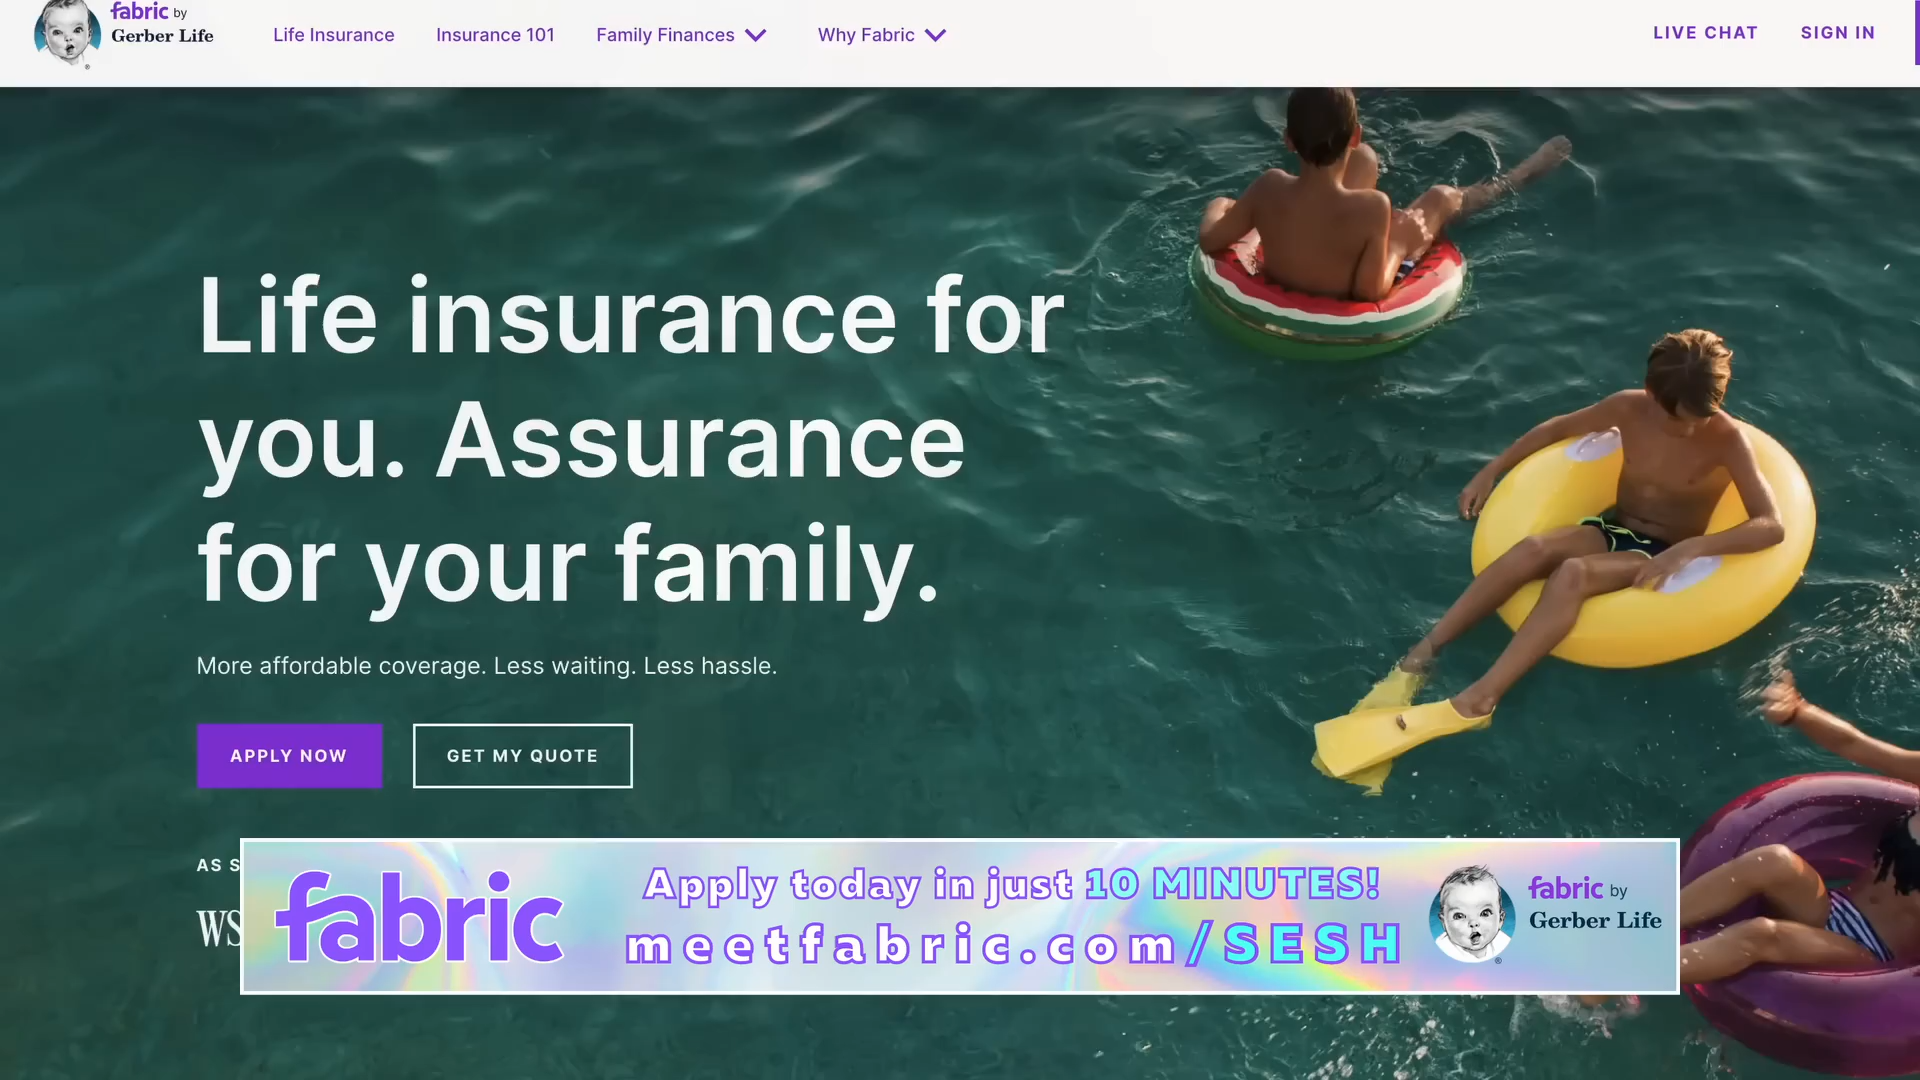 fabric by
Gerber Life
Life Insurance
Insurance 101
Family Finances
Why Fabric
LIVE CHAT
SIGN IN
Life insurance for
you. Assurance
for your family.
More affordable coverage. Less waiting. Less hassle.
APPLY NOW
GET MY QUOTE
AS S
WS
fabric
Apply today in just 10 MINUTES!
meetfabric.com/SESH
fabric by
Gerber Life